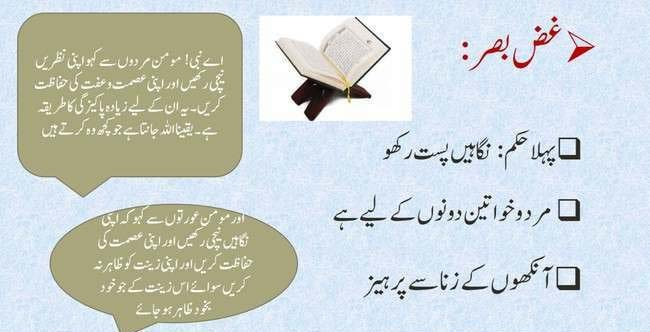 غض بصر:
پہلا حکم: نگاہیں پست رکھو
مرد و خواتین دونوں کے لیے ہے
آنکھوں کے زنا سے پرہیز
اے نبی! مومن مردوں سے کہو اپنی نظریں
نیچی رکھیں اور اپنی عصمت و عفت کی حفاظت
کریں۔ یہ ان کے لیے زیادہ پاکیزگی کا طریقہ
ہے۔ یقینا اللہ جانتا ہے جو کچھ وہ کرتے ہیں
اور مومن عورتوں سے کہو کہ اپنی
نگاہیں نیچی رکھیں اور اپنی عصمت کی
حفاظت کریں اور اپنی زینت کو ظاہر نہ
کریں سوائے اس زینت کے جو خود
بخود ظاہر ہو جائے